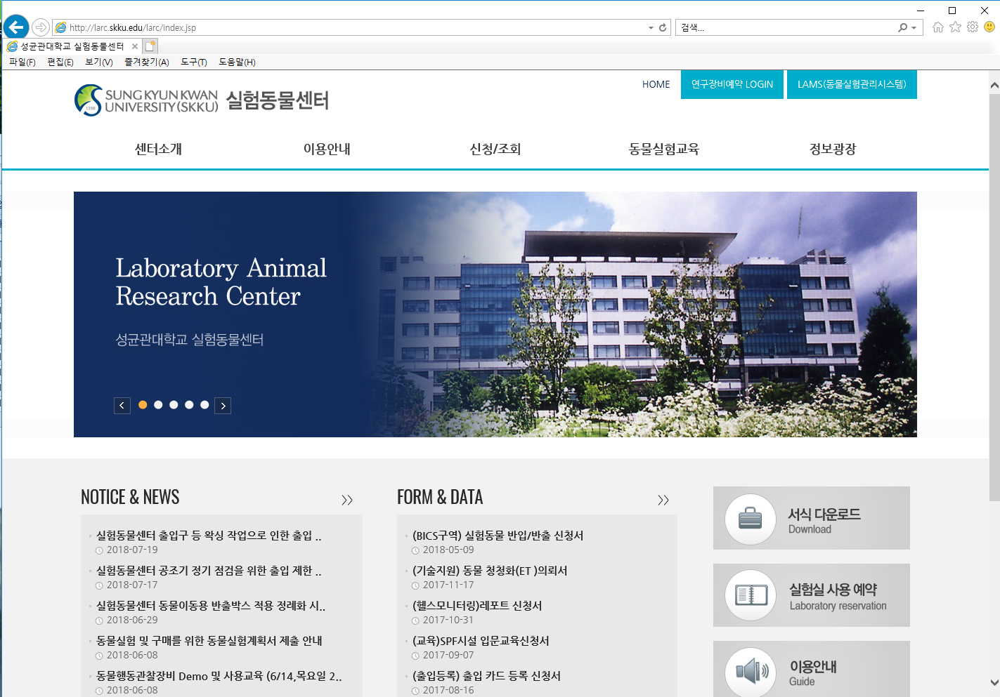 http://larc.skku.edu/larc/index.jsp
검색...
성균관대학교 실험동물센터
파일(F) 편집(E) 보기(V) 즐겨찾기(A) 도구(T) 도움말(H)
HOME
연구장비예약 LOGIN
LAMS(동물실험관리시스템)
1398
SUNG KYUN KWAN
UNIVERSITY(SKKU)
실험동물센터
센터소개 이용안내 신청/조회 동물실험교육 정보광장
Laboratory Animal
Research Center
성균관대학교 실험동물센터
NOTICE & NEWS
실험동물센터 출입구 등 왁싱 작업으로 인한 출입 ..
2018-07-19
실험동물센터 공조기 정기 점검을 위한 출입 제한 ..
2018-07-17
실험동물센터 동물이동용 반출박스 적용 정례화 시..
2018-06-29
동물실험 및 구매를 위한 동물실험계획서 제출 안내
2018-06-08
동물행동관찰장비 Demo 및 사용교육 (6/14,목요일 2..
2018-06-08
FORM & DATA
(BICS구역) 실험동물 반입/반출 신청서
2018-05-09
(기술지원) 동물 청청화(ET )의뢰서
2017-11-17
(헬스모니터링)레포트 신청서
2017-10-31
(교육)SPF시설 입문교육신청서
2017-09-07
(출입등록) 출입 카드 등록 신청서
2017-08-16
서식 다운로드
Download
실험실 사용 예약
Laboratory reservation
이용안내
Guide